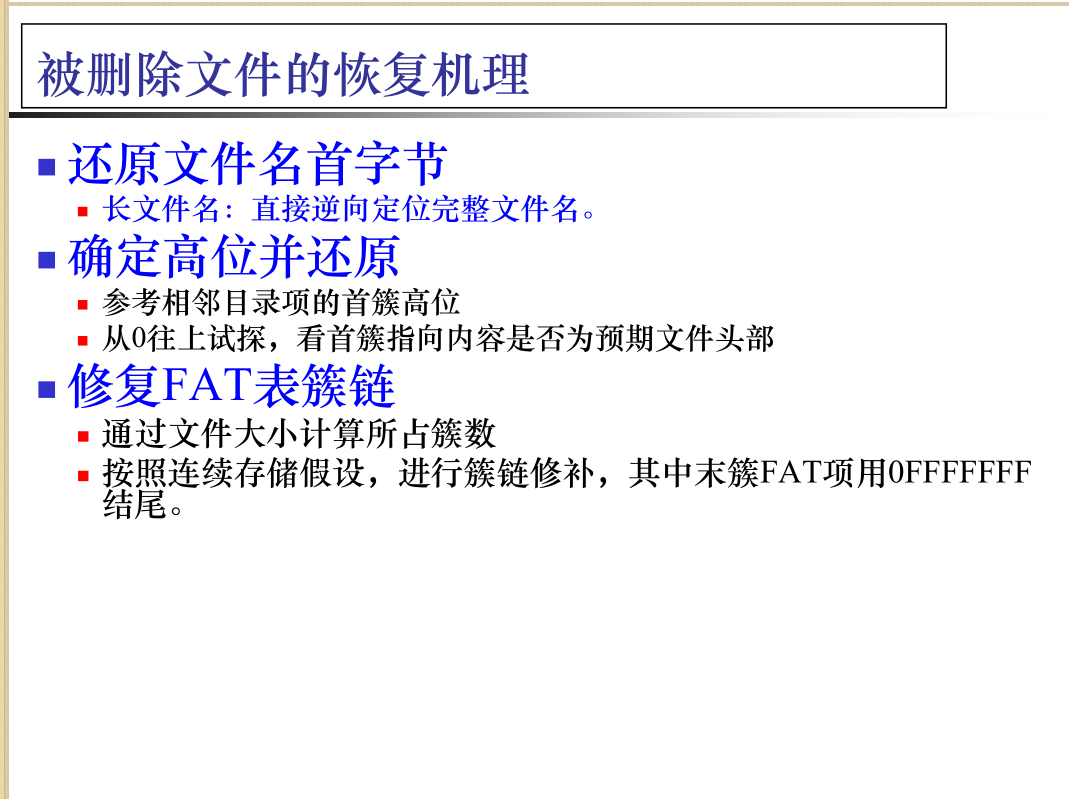 被删除文件的恢复机理
还原文件名首字节
长文件名：直接逆向定位完整文件名。
确定高位并还原
参考相邻目录项的首簇高位
从0往上试探，看首簇指向内容是否为预期文件头部
修复FAT表簇链
通过文件大小计算所占簇数
按照连续存储假设，进行簇链修补，其中末簇FAT项用0FFFFFFF
结尾。